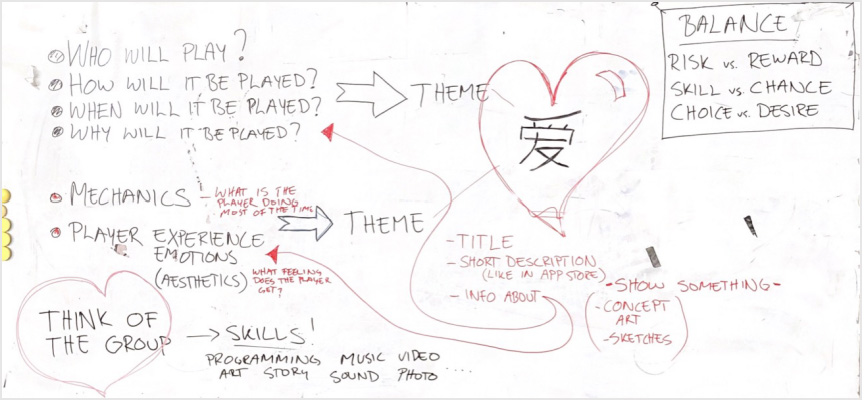 WHO WILL PLAY?
HOW WILL IT BE PLAYED?
WHEN WILL IT BE PLAYED?
WHY WILL IT BE PLAYED?
THEME
爱
BALANCE
RISK vs. REWARD
SKILL vs. CHANCE
CHOICE vs. DESIRE
MECHANICS - WHAT IS THE
PLAYER DOING
MOST OF THE TIME
PLAYER EXPERIENCE
EMOTIONS
(AESTHETICS)
WHAT FEELING
DOES THE PLAYER
GET?
THEME
-TITLE
-SHORT DESCRIPTION
(LIKE IN APP STORE)
- INFO ABOUT
-SHOW SOMETHING-
-CONCEPT
ART
-SKETCHES
THINK OF
THE GROUP
SKILLS!
PROGRAMMING MUSIC VIDEO
ART STORY SOUND PHOTO ....